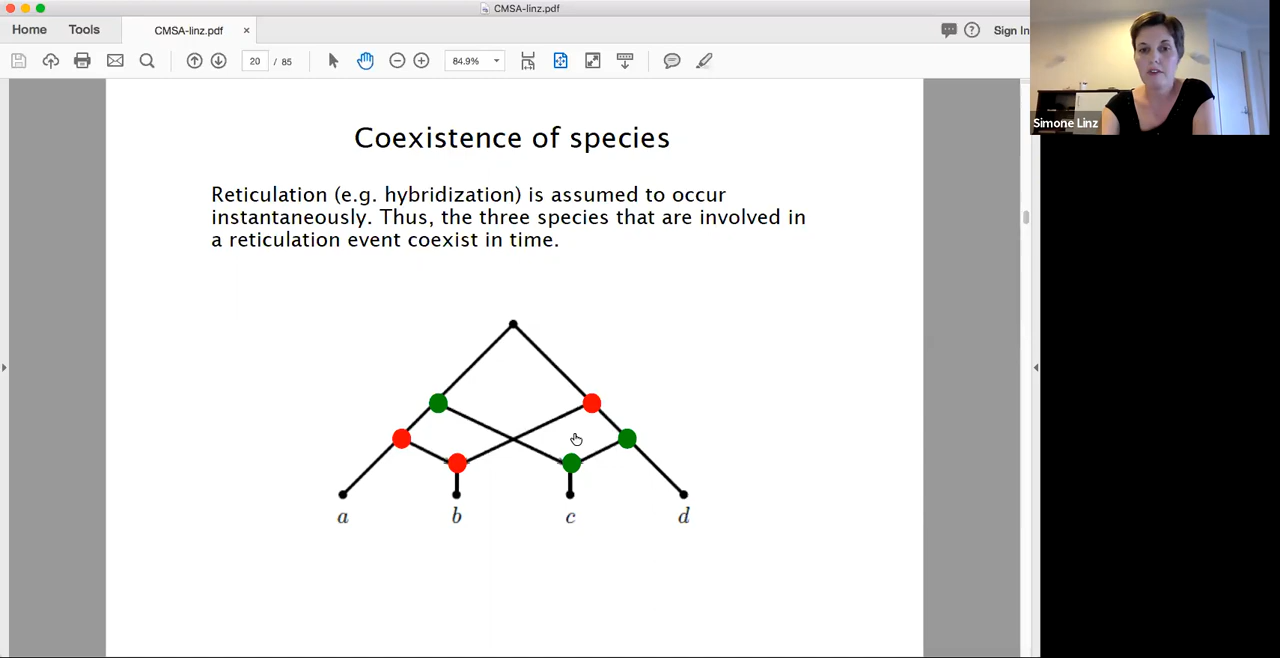 CMSA-linz.pdf
Home Tools CMSA-linz.pdf × Sign In
20 / 85 84.9%
Simone Linz
Coexistence of species
Reticulation (e.g. hybridization) is assumed to occur
instantaneously. Thus, the three species that are involved in
a reticulation event coexist in time.
a b c d